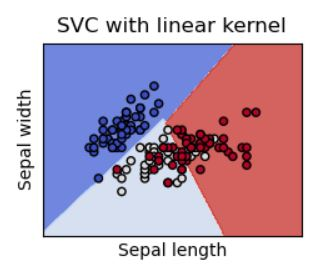 SVC with linear kernel
Sepal width
Sepal length